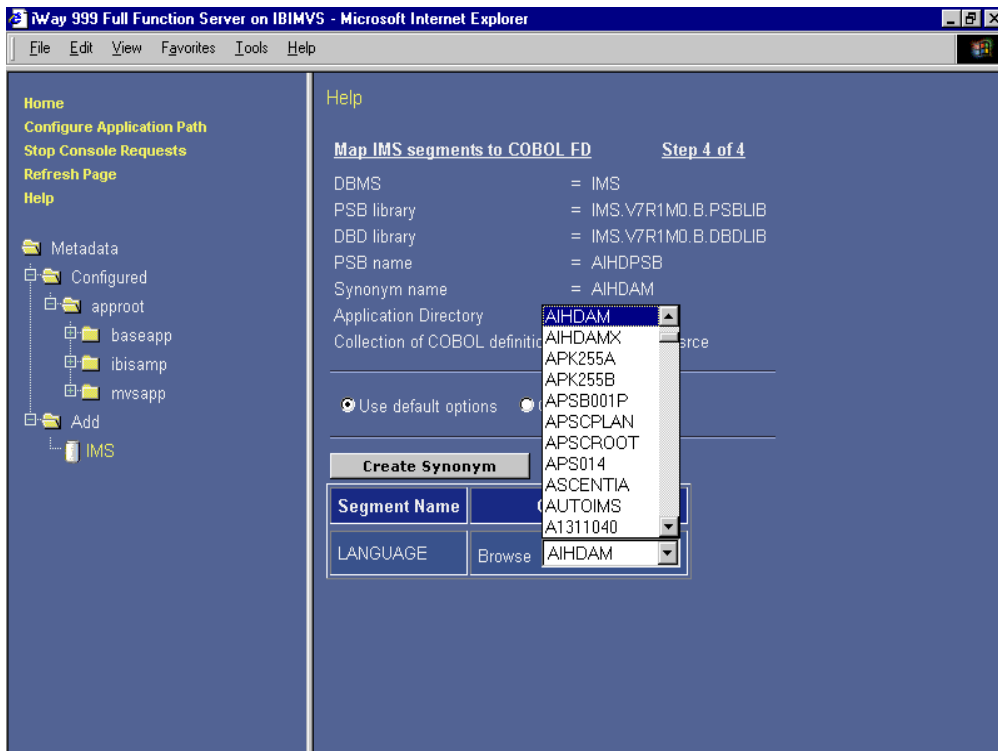 iWay 999 Full Function Server on IBIMVS - Microsoft Internet Explorer
File Edit View Favorites Tools Help
Home
Configure Application Path
Stop Console Requests
Refresh Page
Help
Metadata
Configured
approot
baseapp
ibisamp
mvsapp
Add
IMS
Help
Map IMS segments to COBOL FD Step 4 of 4
DBMS = IMS
PSB library = IMS.V7R1M0.B.PSBLIB
DBD library = IMS.V7R1M0.B.DBDLIB
PSB name = AIHDPSB
Synonym name = AIHDAM
Application Directory
Collection of COBOL
Use default options
Create Synonym
Segment Name
LANGUAGE Browse AIHDAM
AIHDAM
AIHDAMX
APK255A
APK255B
APSB001P
APSCPLAN
APSCROOT
APS014
ASCENTIA
AUTOIMS
A1311040